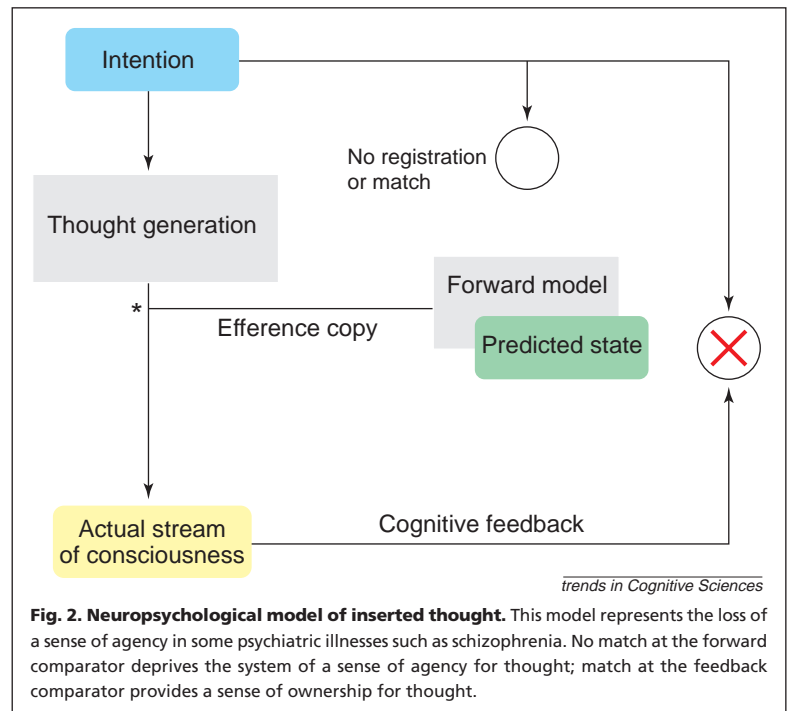 Intention
No registration
or match
Thought generation
Forward model
*
Efference copy
Predicted state
Actual stream
of consciousness
Cognitive feedback
trends in Cognitive Sciences
Fig. 2. Neuropsychological model of inserted thought. This model represents the loss of
a sense of agency in some psychiatric illnesses such as schizophrenia. No match at the forward
comparator deprives the system of a sense of agency for thought; match at the feedback
comparator provides a sense of ownership for thought.